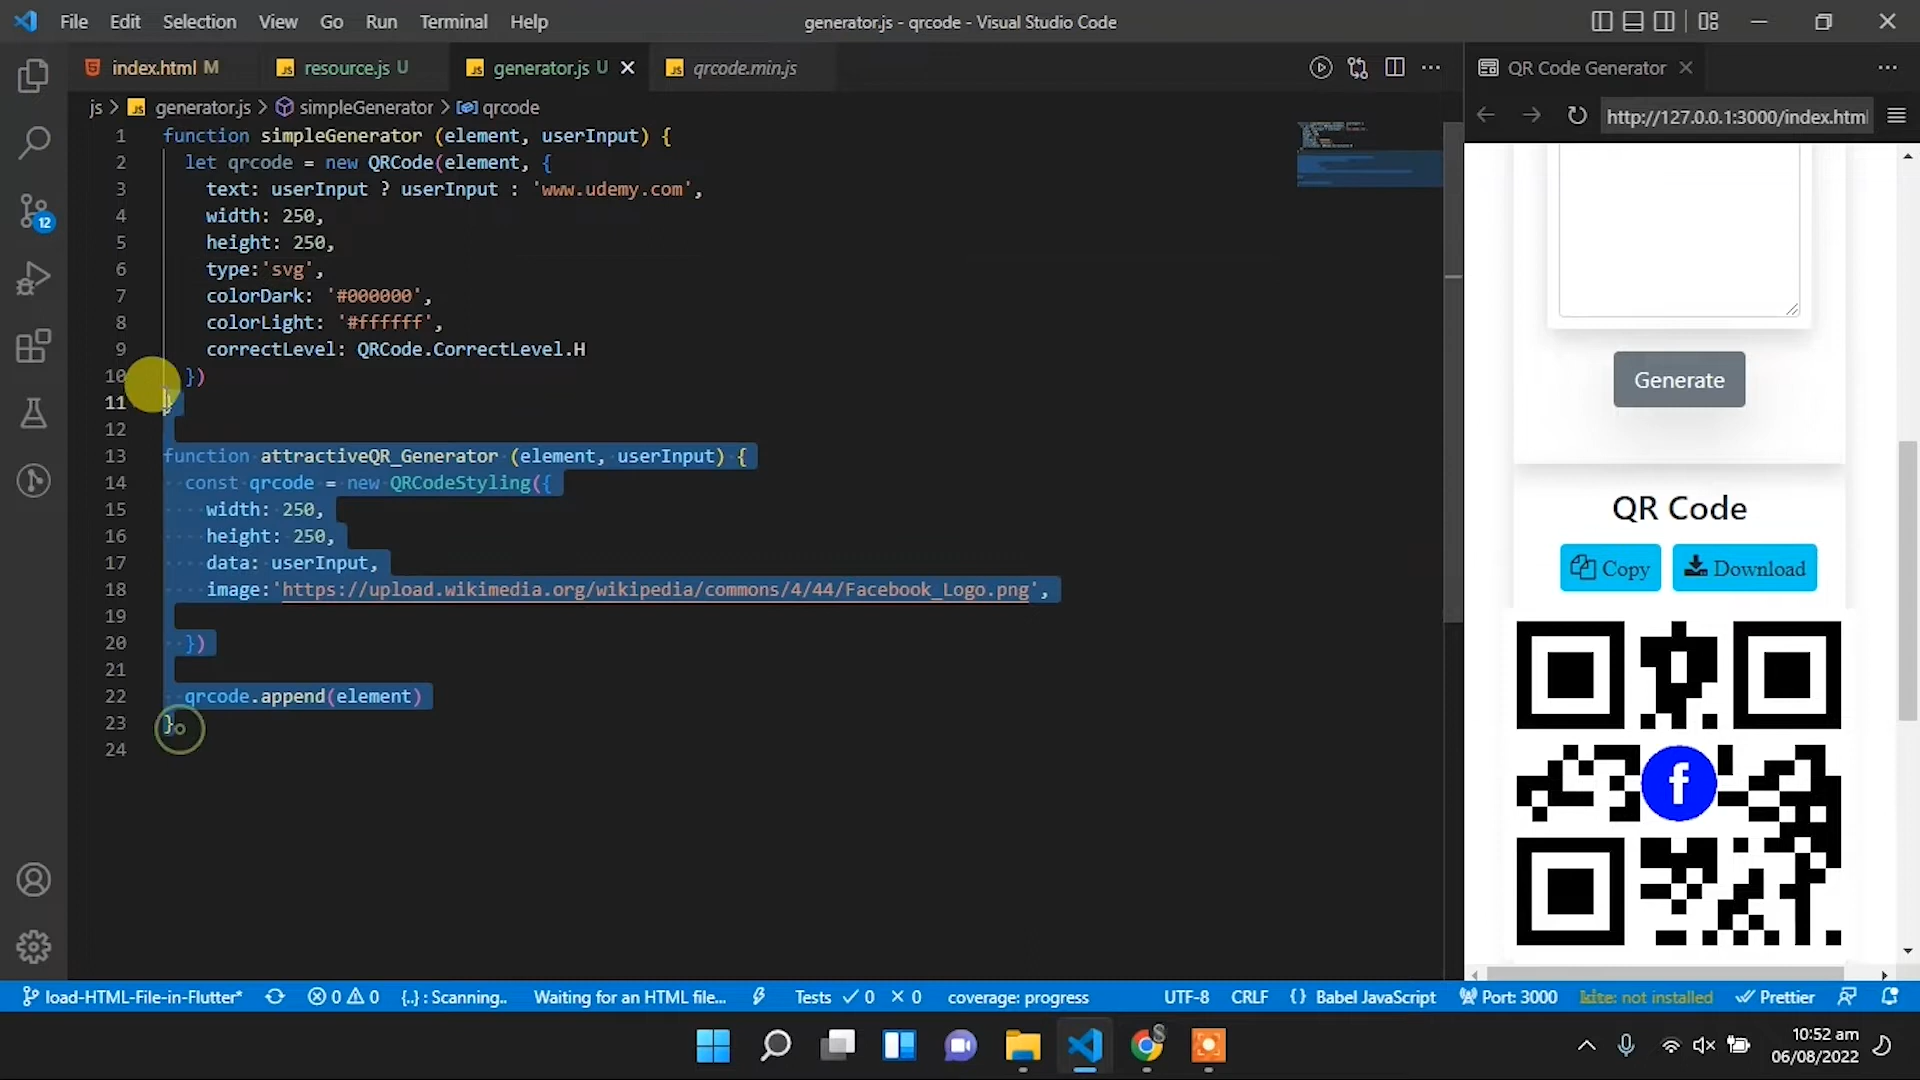 File Edit Selection View Go Run Terminal Help
generator.js - qrcode - Visual Studio Code
index.html M
resource.js U
generator.js U
qrcode.min.js
QR Code Generator
js > generator.js > simpleGenerator > qrcode
http://127.0.0.1:3000/index.html
12
1 function simpleGenerator (element, userInput) {
2 let qrcode = new QRCode(element, {
3 text: userInput ? userInput : 'www.udemy.com',
4 width: 250,
5 height: 250,
6 type:'svg',
7 colorDark: '#000000',
8 colorLight: '#ffffff',
9 correctLevel: QRCode.CorrectLevel.H
10 })
11 }
12
13 function attractiveQR_Generator (element, userInput) {
14 const qrcode = new QRCodeStyling({
15 width: 250,
16 height: 250,
17 data: userInput,
18 image:'https://upload.wikimedia.org/wikipedia/commons/4/44/Facebook_Logo.png',
19
20 })
21
22 qrcode.append(element)
23 }
24
Generate
QR Code
Copy
Download
f
load-HTML-File-in-Flutter* 0 0 {..} : Scanning.. Waiting for an HTML file... Tests 0 0 coverage: progress UTF-8 CRLF {} Babel JavaScript Port: 3000 kite: not installed Prettier
S
10:52 am
06/08/2022